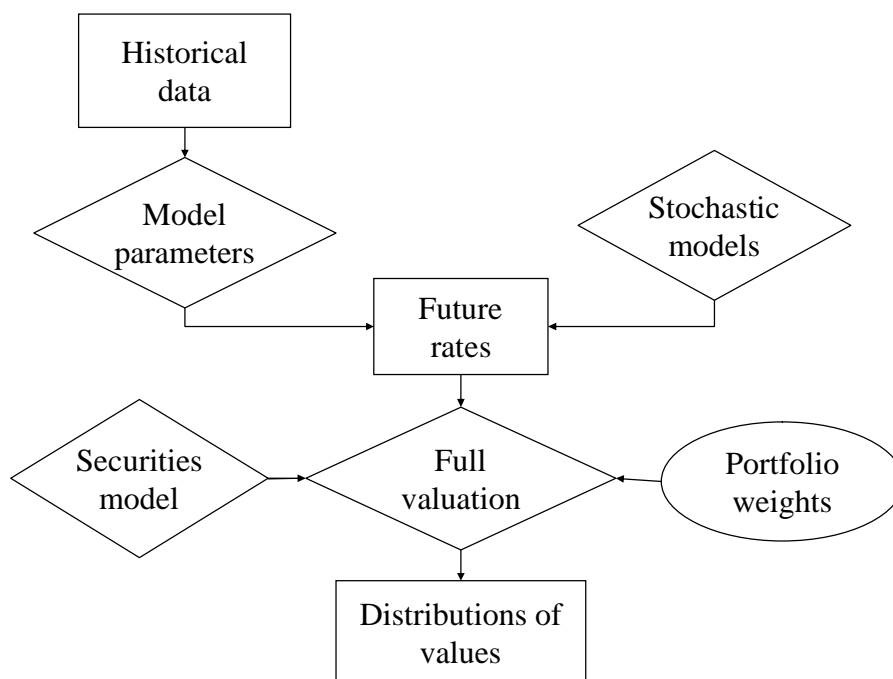 Historical
data
Model
parameters
Stochastic
models
Future
rates
Securities
model
Full
valuation
Portfolio
weights
Distributions of
values